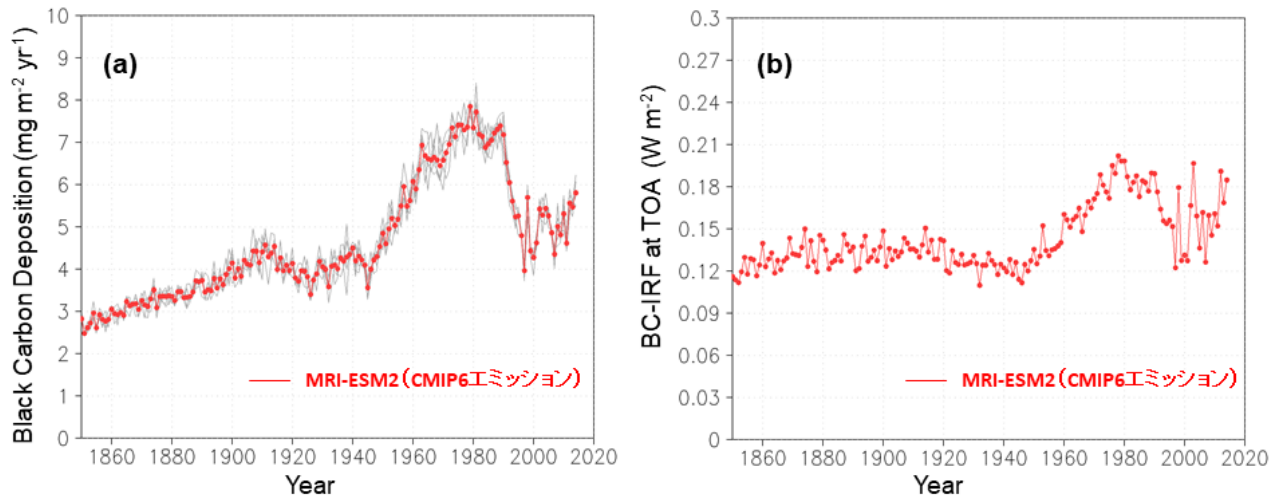 (a)
Black Carbon Deposition (mg m⁻² yr⁻¹)
10
9
8
7
6
5
4
3
2
1
0
MRI-ESM2(CMIP6エミッション)
1860 1880 1900 1920 1940 1960 1980 2000 2020
Year
(b)
BC-IRF at TOA (W m⁻²)
0.3
0.27
0.24
0.21
0.18
0.15
0.12
0.09
0.06
0.03
0
MRI-ESM2(CMIP6エミッション)
1860 1880 1900 1920 1940 1960 1980 2000 2020
Year